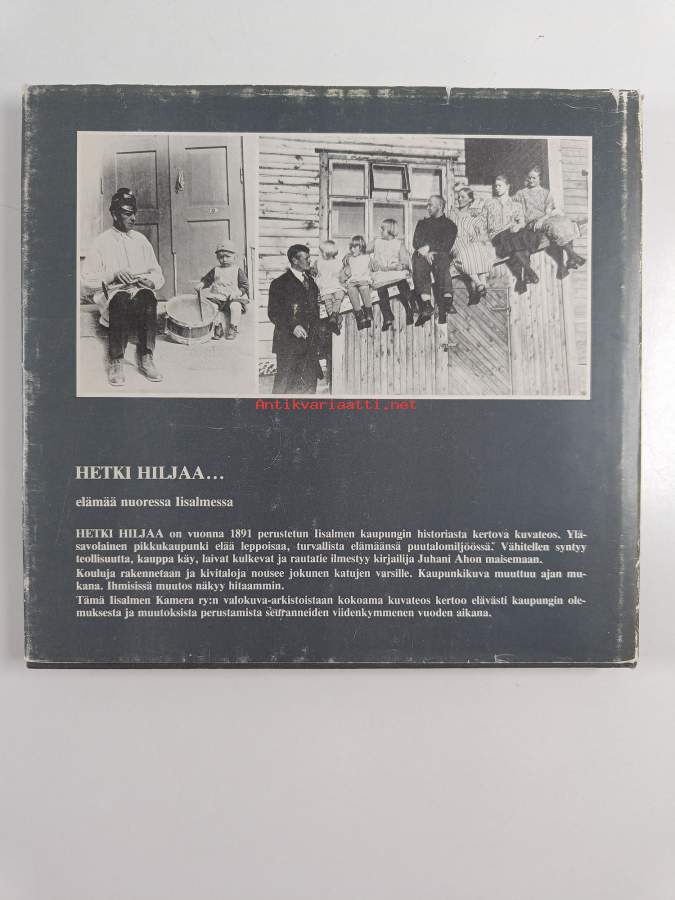 Antikvariaatti.net
HETKI HILJAA...
elämää nuoressa Iisalmessa
HETKI HILJAA on vuonna 1891 perustetun Iisalmen kaupungin historiasta kertova kuvateos. Ylä-
savolainen pikkukaupunki elää leppoisaa, turvallista elämäänsä puutalomiljöössä. Vähitellen syntyy
teollisuutta, kauppa käy, laivat kulkevat ja rautatie ilmestyy kirjailija Juhani Ahon maisemaan.
Kouluja rakennetaan ja kivitaloja nousee jokunen katujen varsille. Kaupunkikuva muuttuu ajan mu-
kana. Ihmisissä muutos näkyy hitaammin.
Tämä Iisalmen Kamera ry:n valokuva-arkistoistaan kokoama kuvateos kertoo elävästi kaupungin ole-
muksesta ja muutoksista perustamista seuranneiden viidenkymmenen vuoden aikana.